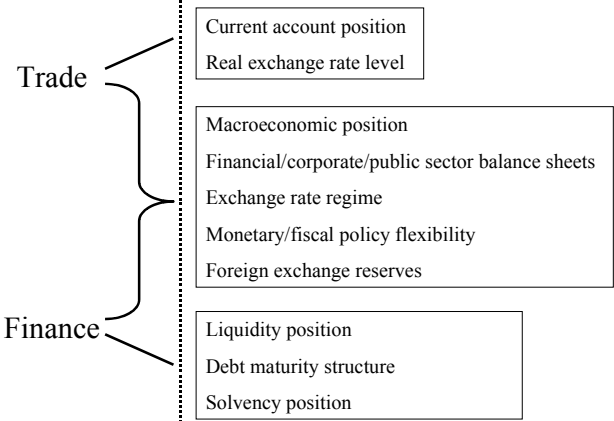 Current account position
Real exchange rate level
Trade
Macroeconomic position
Financial/corporate/public sector balance sheets
Exchange rate regime
Monetary/fiscal policy flexibility
Foreign exchange reserves
Finance
Liquidity position
Debt maturity structure
Solvency position